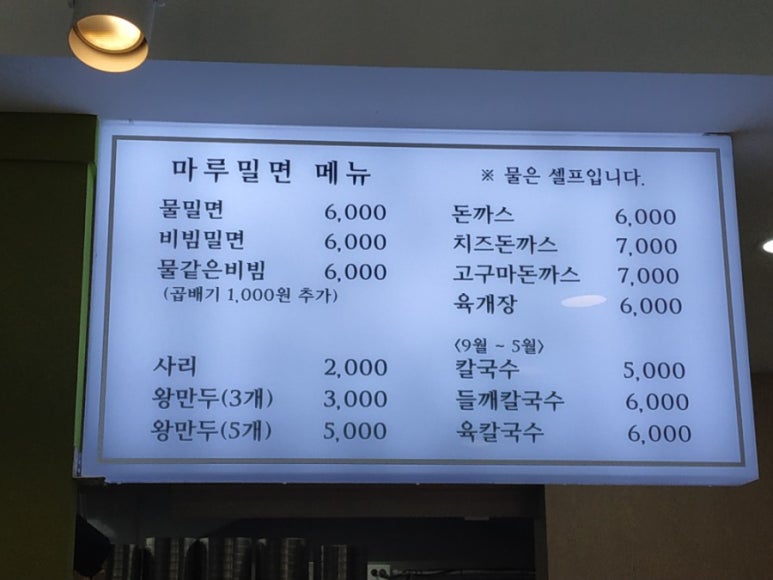 마루밀면 메뉴
물밀면 6,000
비빔밀면 6,000
물같은비빔 6,000
(곱배기 1,000원 추가)
사리 2,000
왕만두(3개) 3,000
왕만두(5개) 5,000
※ 물은 셀프입니다.
돈까스 6,000
치즈돈까스 7,000
고구마돈까스 7,000
육개장 6,000
<9월 ~ 5월>
칼국수 5,000
들깨칼국수 6,000
육칼국수 6,000